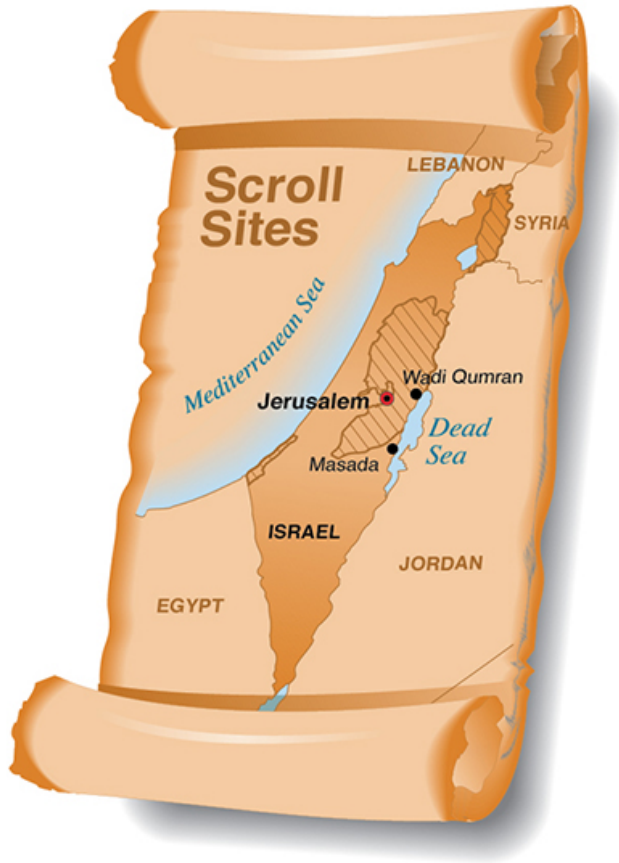 Scroll
Sites
LEBANON
SYRIA
Mediterranean Sea
Wadi Qumran
Jerusalem
Dead
Sea
Masada
ISRAEL
JORDAN
EGYPT